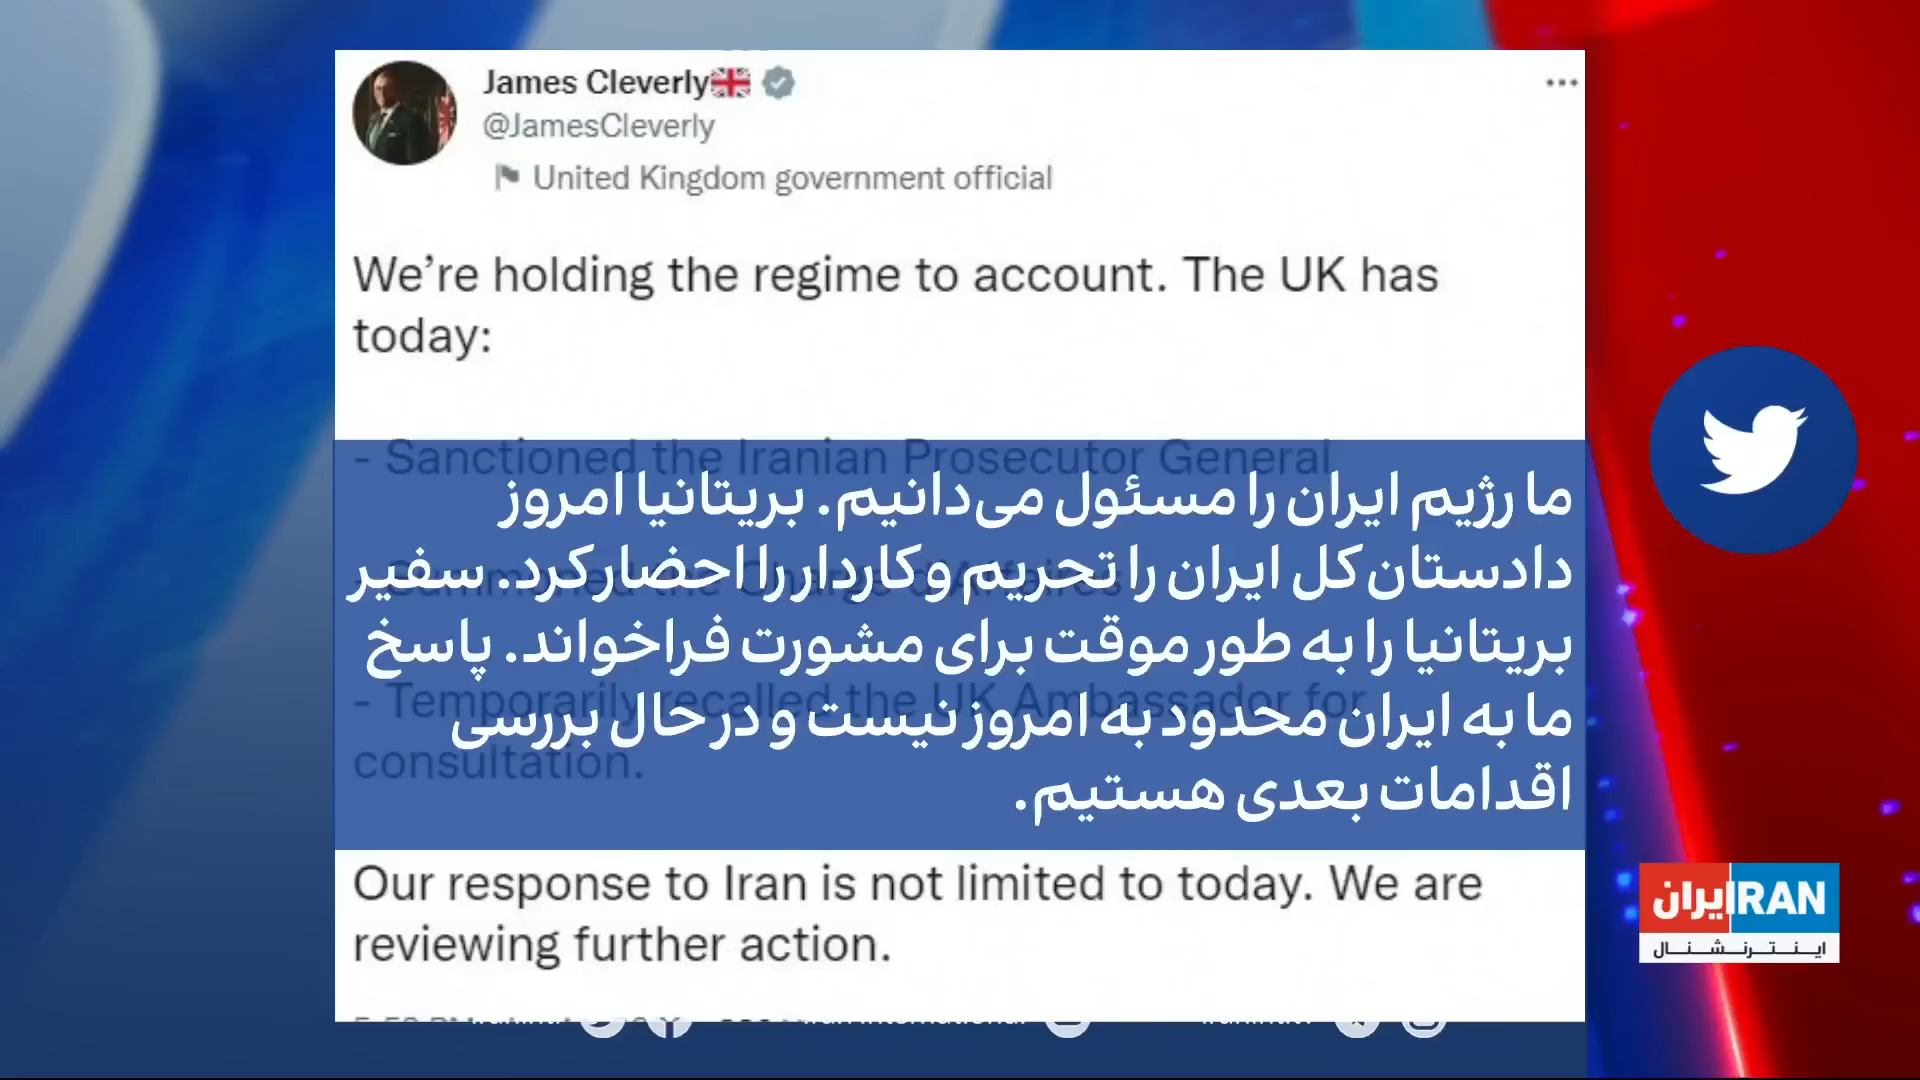 James Cleverly
@JamesCleverly
United Kingdom government official
We’re holding the regime to account. The UK has
today:
- Sanctioned the Iranian Prosecutor General
ما رژیم ایران را مسئول می‌دانیم. بریتانیا امروز
دادستان کل ایران را تحریم و کاردار را احضار کرد. سفیر
- Summoned the Charge d'Affaires
بریتانیا را به طور موقت برای مشورت فراخواند. پاسخ
- Temporarily recalled the UK Ambassador for
ما به ایران محدود به امروز نیست و در حال بررسی
consultation.
اقدامات بعدی هستیم.
Our response to Iran is not limited to today. We are
reviewing further action.
ایران IRAN
اینترنشنال